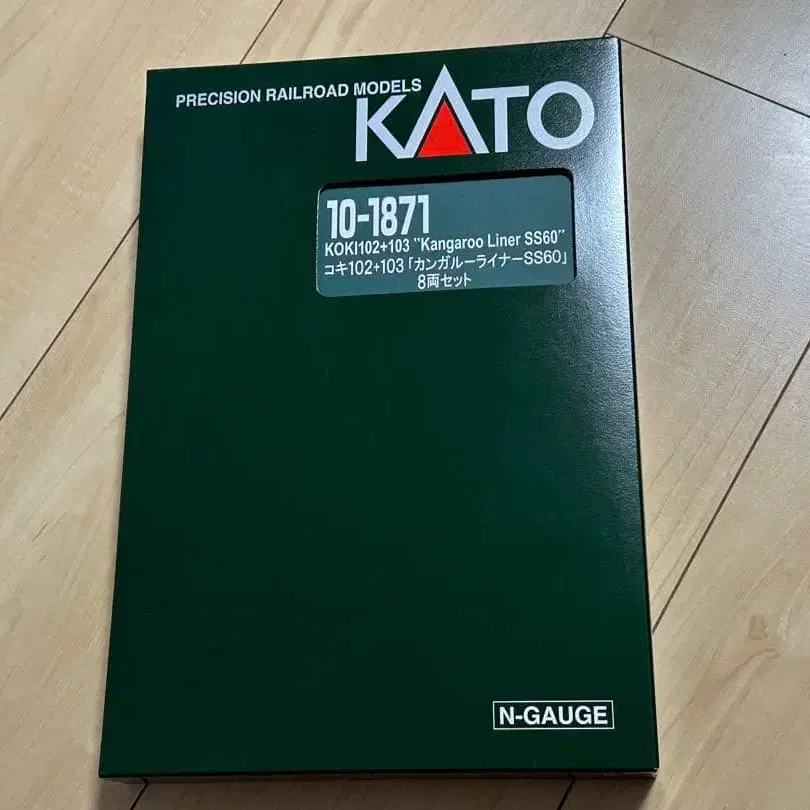 PRECISION RAILROAD MODELS
KATO
10-1871
KOKI102+103 "Kangaroo Liner SS60"
コキ102+103「カンガルーライナーSS60」
8両セット
N-GAUGE